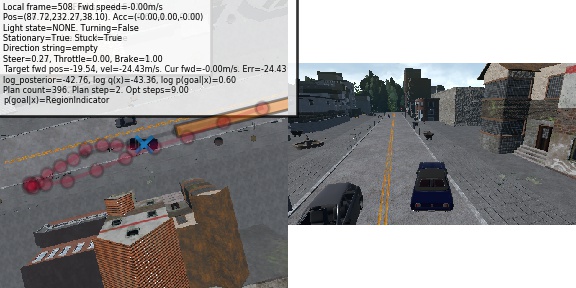 Local frame=508. Fwd speed=-0.00m/s
Pos=(87.72,232.27,38.10). Acc=(-0.00,0.00,-0.00)
Light state=NONE. Turning=False
Stationary=True. Stuck=True
Direction string=empty
Steer=0.27, Throttle=0.00, Brake=1.00
Target fwd pos=-19.54, vel=-24.43m/s. Cur fwd=-0.00m/s. Err=-24.43
log_posterior=-42.76, log q(x)=-43.36, log p(goal|x)=0.60
Plan count=396. Plan step=2. Opt steps=9.00
p(goal|x)=RegionIndicator